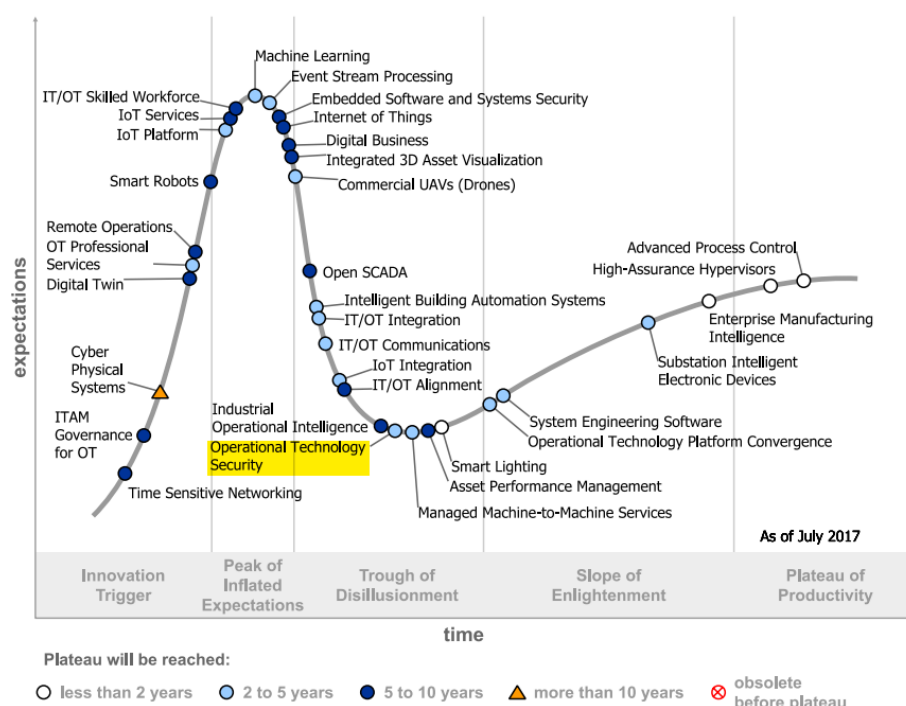 Machine Learning
Event Stream Processing
IT/OT Skilled Workforce
Embedded Software and Systems Security
IoT Services
Internet of Things
IoT Platform
Digital Business
Integrated 3D Asset Visualization
Smart Robots
Commercial UAVs (Drones)
Remote Operations
OT Professional
Services
Digital Twin
Open SCADA
Advanced Process Control
High-Assurance Hypervisors
Intelligent Building Automation Systems
IT/OT Integration
Enterprise Manufacturing
Intelligence
IT/OT Communications
Cyber
Physical
Systems
IoT Integration
IT/OT Alignment
Substation Intelligent
Electronic Devices
ITAM
Governance
for OT
Industrial
Operational Intelligence
Operational Technology
Security
System Engineering Software
Operational Technology Platform Convergence
Smart Lighting
Asset Performance Management
Time Sensitive Networking
Managed Machine-to-Machine Services
As of July 2017
expectations
Innovation
Trigger
Peak of
Inflated
Expectations
Trough of
Disillusionment
Slope of
Enlightenment
Plateau of
Productivity
time
Plateau will be reached:
less than 2 years
2 to 5 years
5 to 10 years
more than 10 years
obsolete
before plateau